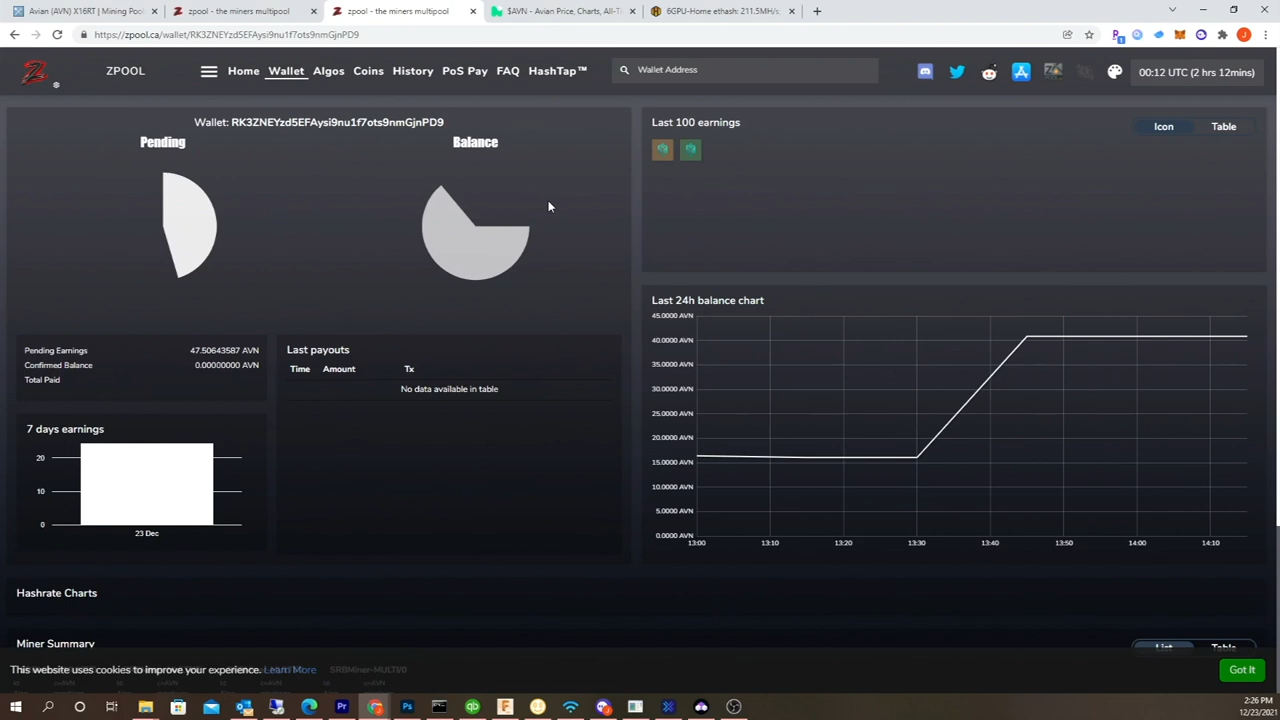 Avian (AVN) X16RT | Mining Poo
zpool - the miners multipool
zpool - the miners multipool
$AVN - Avian Price, Charts, All-Ti
6GPU-Home ethash: 211.5MH/s
https://zpool.ca/wallet/RK3ZNEYzd5EFAysi9nu1f7ots9nmGjnPD9
ZPOOL
Home Wallet Algos Coins History PoS Pay FAQ HashTap™
Wallet Address
00:12 UTC (2 hrs 12mins)
Wallet: RK3ZNEYzd5EFAysi9nu1f7ots9nmGjnPD9
Pending
Balance
Pending Earnings 47.50643587 AVN
Confirmed Balance 0.00000000 AVN
Total Paid
Last payouts
Time Amount Tx
No data available in table
7 days earnings
20
10
0
23 Dec
Last 100 earnings
Icon Table
Last 24h balance chart
45.0000 AVN
40.0000 AVN
35.0000 AVN
30.0000 AVN
25.0000 AVN
20.0000 AVN
15.0000 AVN
10.0000 AVN
5.0000 AVN
0.0000 AVN
13:00 13:10 13:20 13:30 13:40 13:50 14:00 14:10
Hashrate Charts
Miner Summary
List Table
This website uses cookies to improve your experience. Learn More
SRBMiner-MULTI/0
Got It
2:26 PM
12/23/2021